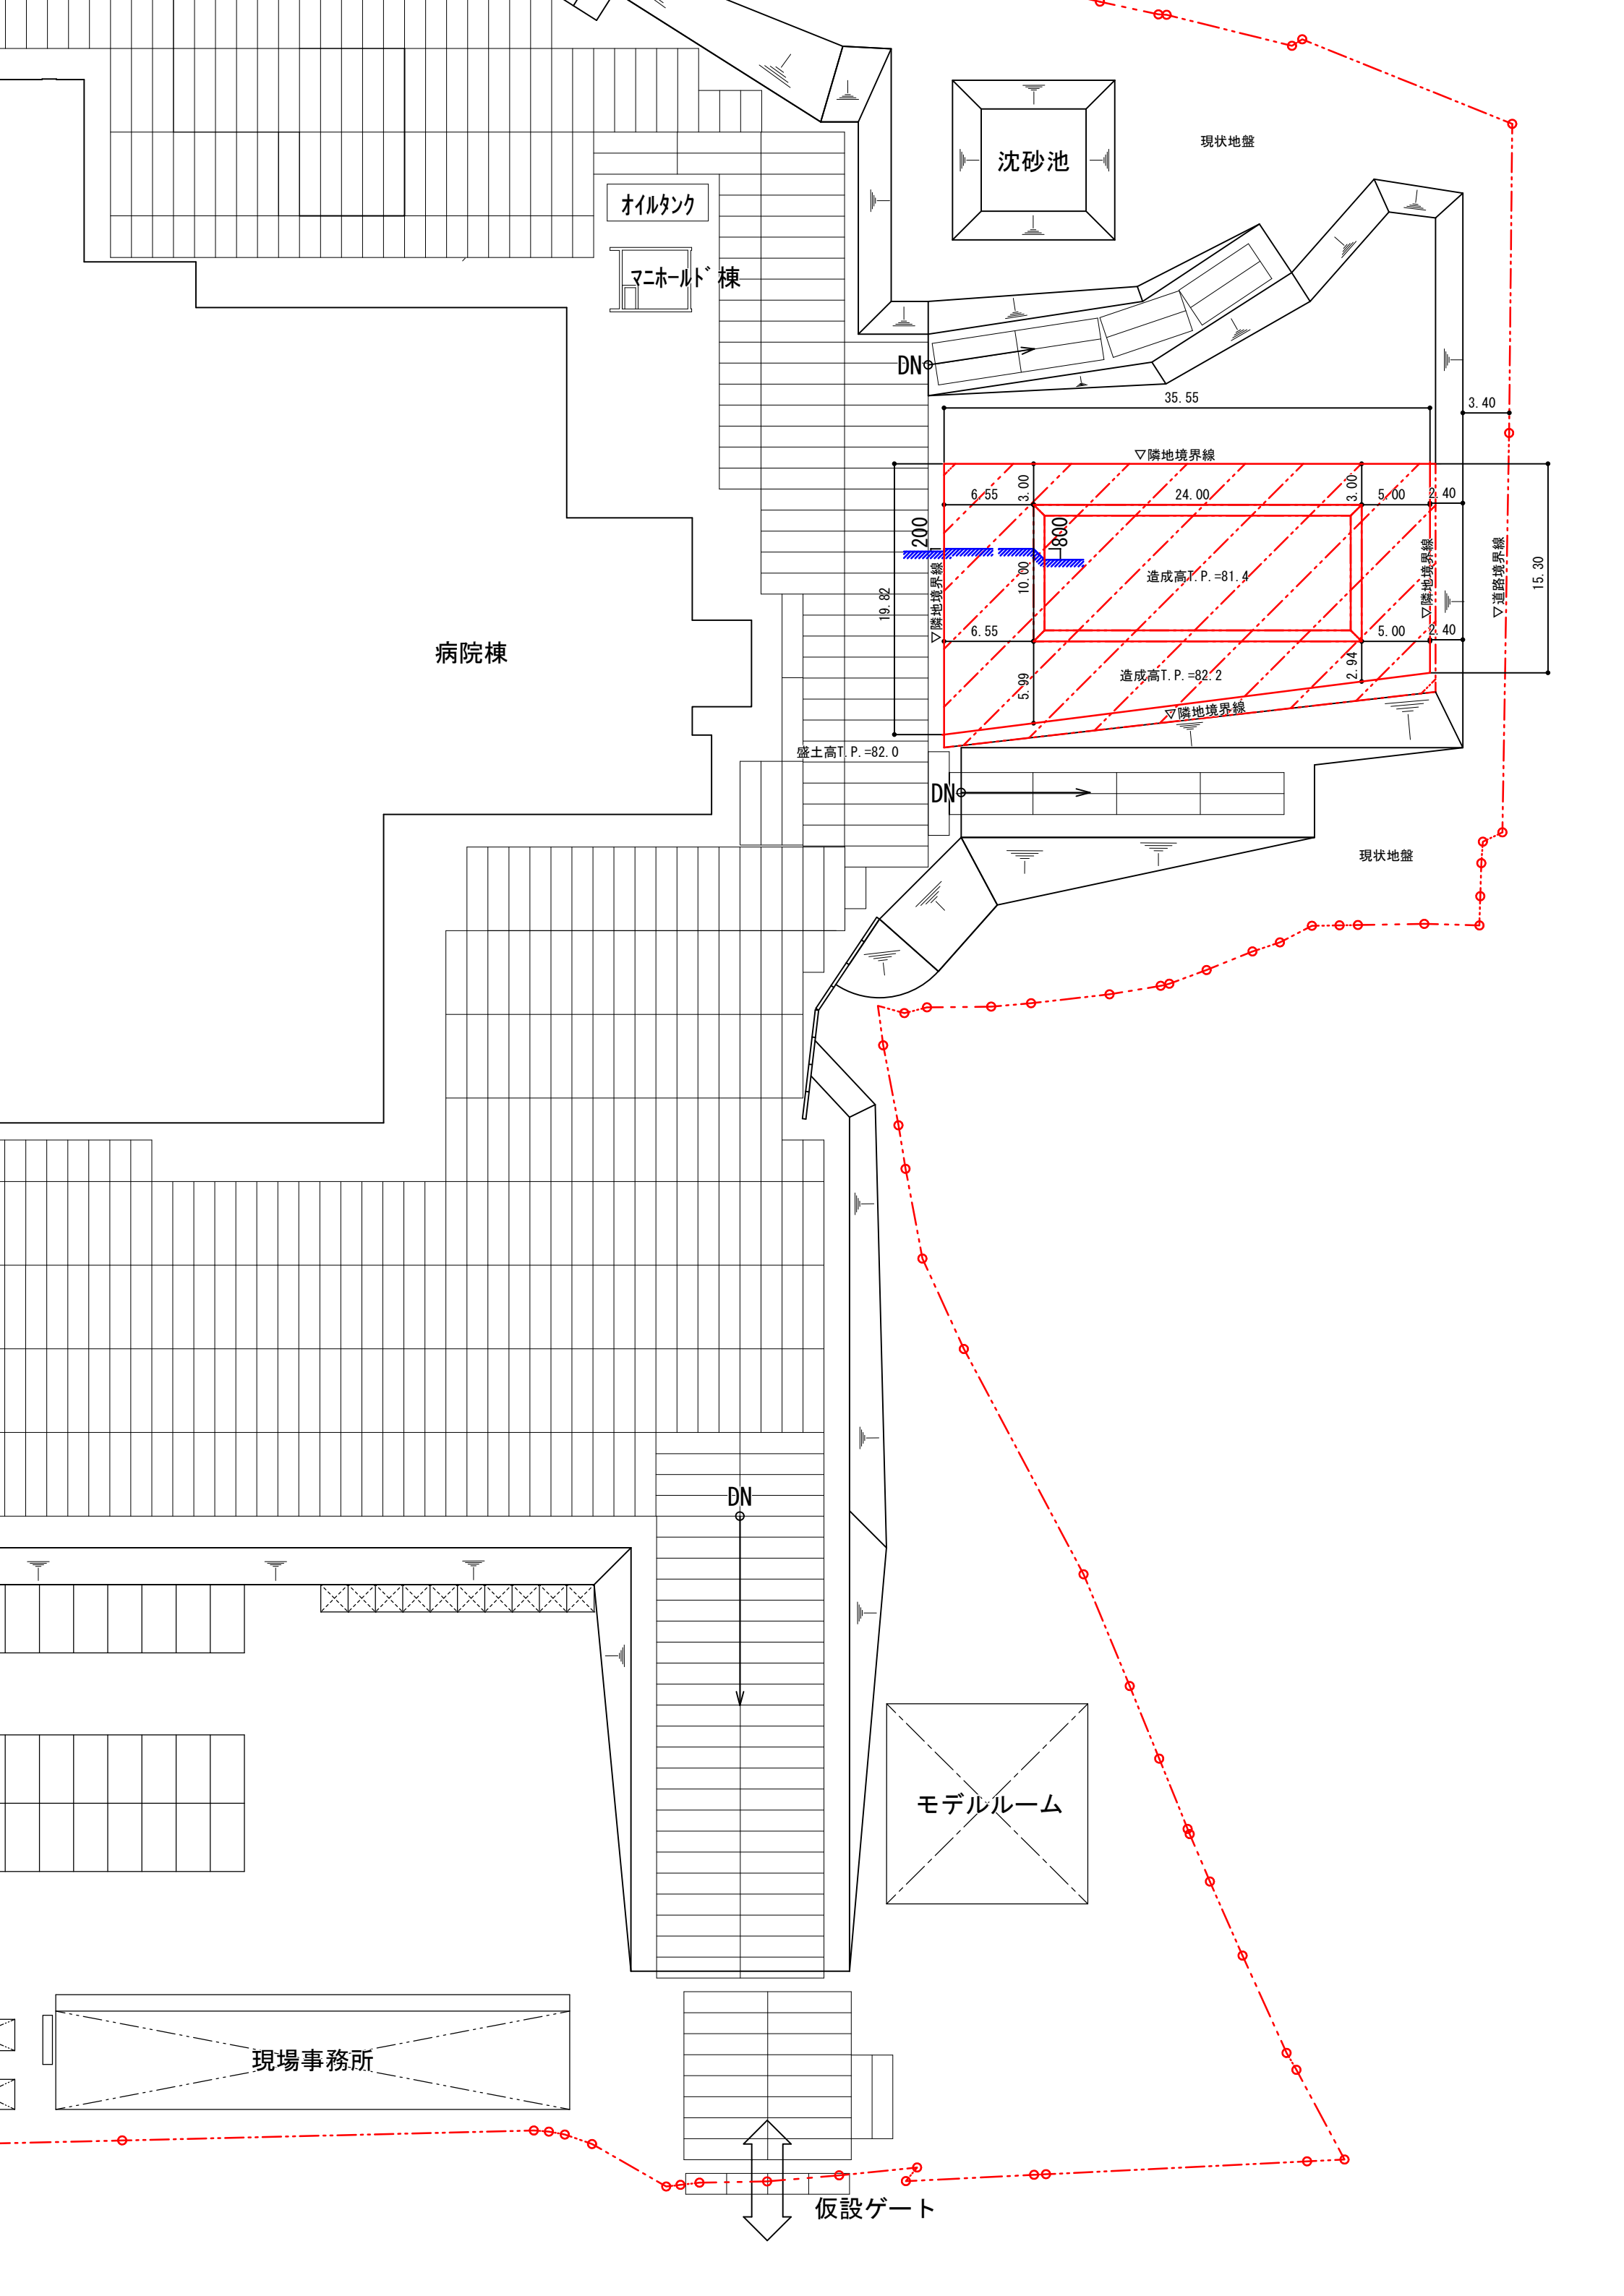 現状地盤
沈砂池
オイルタンク
マニホールド棟
DN
35.55
3.40
▽隣地境界線
6.55
3.00
24.00
3.00
5.00
2.40
200
800
19.82
▽隣地境界線
10.00
造成高T.P.=81.4
▽隣地境界線
▽道路境界線
15.30
6.55
5.00
2.40
病院棟
5.99
造成高T.P.=82.2
2.94
▽隣地境界線
盛土高T.P.=82.0
DN
現状地盤
DN
モデルルーム
現場事務所
仮設ゲート